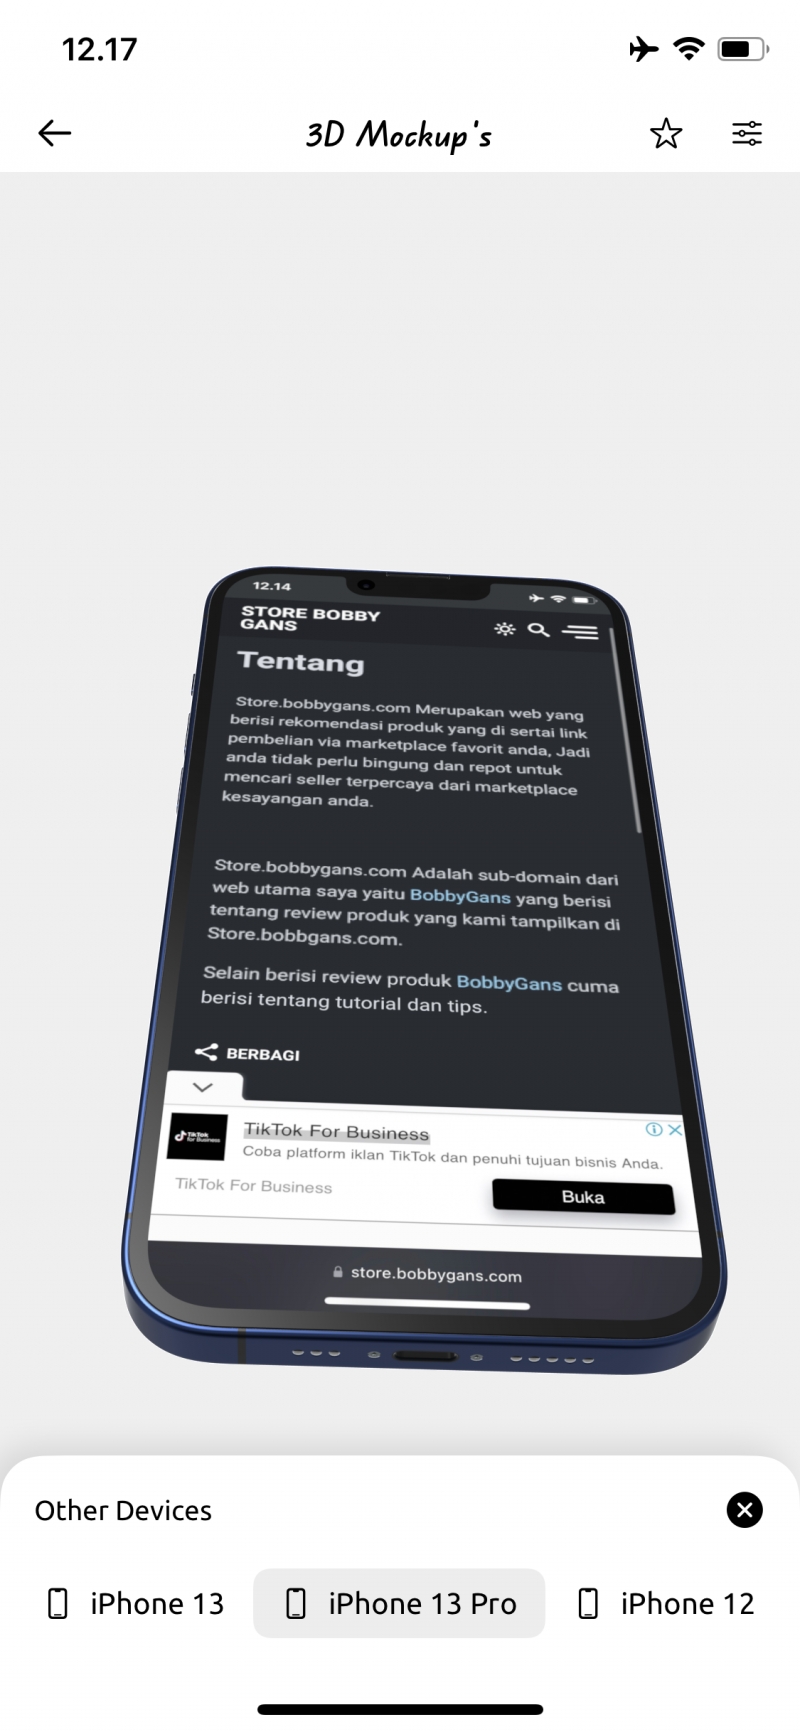 12.17
3D Mockup's
12.14
STORE BOBBY
GANS
Tentang
Store.bobbygans.com Merupakan web yang
berisi rekomendasi produk yang di sertai link
pembelian via marketplace favorit anda, Jadi
anda tidak perlu bingung dan repot untuk
mencari seller terpercaya dari marketplace
kesayangan anda.
Store.bobbygans.com Adalah sub-domain dari
web utama saya yaitu BobbyGans yang berisi
tentang review produk yang kami tampilkan di
Store.bobbgans.com.
Selain berisi review produk BobbyGans cuma
berisi tentang tutorial dan tips.
BERBAGI
TikTok
for Business
TikTok For Business
Coba platform iklan TikTok dan penuhi tujuan bisnis Anda.
TikTok For Business
Buka
store.bobbygans.com
Other Devices
iPhone 13
iPhone 13 Pro
iPhone 12